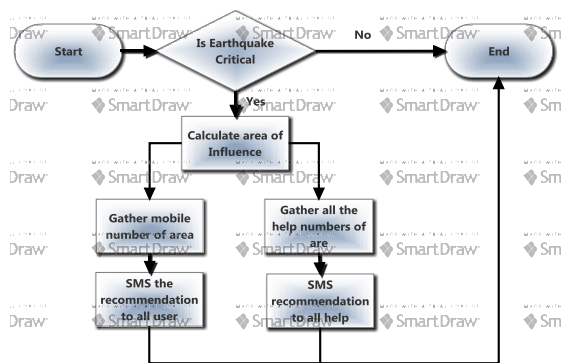 Start
Is Earthquake
Critical
No
End
Yes
Calculate area of
Influence
Gather mobile
number of area
Gather all the
help numbers of
are
SMS the
recommendation
to all user
SMS
recommendation
to all help
SmartDraw